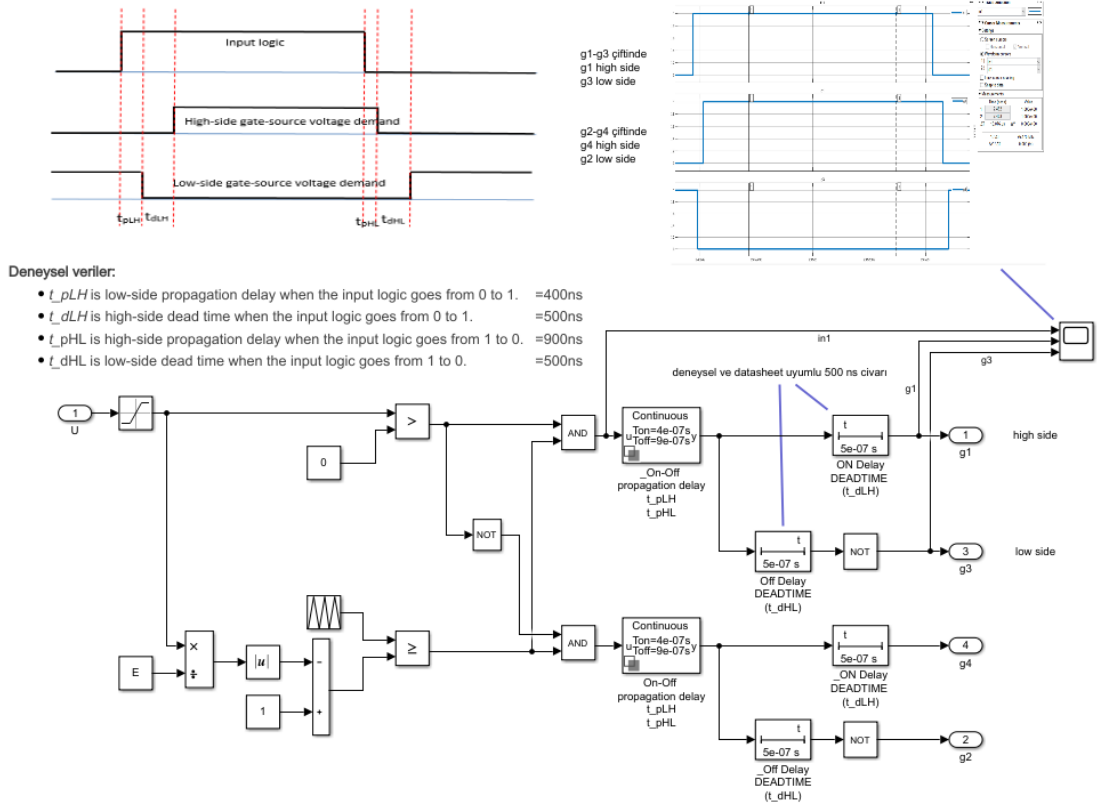 Input logic
High-side gate-source voltage demand
Low-side gate-source voltage demand
tpLH tdLH tpHL tdHL
g1-g3 çiftinde
g1 high side
g3 low side
g2-g4 çiftinde
g4 high side
g2 low side
Deneysel veriler:
• t_pLH is low-side propagation delay when the input logic goes from 0 to 1. =400ns
• t_dLH is high-side dead time when the input logic goes from 0 to 1. =500ns
• t_pHL is high-side propagation delay when the input logic goes from 1 to 0. =900ns
• t_dHL is low-side dead time when the input logic goes from 1 to 0. =500ns
in1
g3
g1
deneysel ve datasheet uyumlu 500 ns civarı
1
U
>
0
AND
Continuous
u Ton=4e-07s y
Toff=9e-07s
_On-Off
propagation delay
t_pLH
t_pHL
t
5e-07 s
ON Delay
DEADTIME
(t_dLH)
1
g1
high side
NOT
t
5e-07 s
Off Delay
DEADTIME
(t_dHL)
NOT
3
g3
low side
E
×
÷
|u|
1
-
+
≥
AND
Continuous
u Ton=4e-07s y
Toff=9e-07s
On-Off
propagation delay
t_pLH
t_pHL
t
5e-07 s
_ON Delay
DEADTIME
(t_dLH)
4
g4
t
5e-07 s
_Off Delay
DEADTIME
(t_dHL)
NOT
2
g2